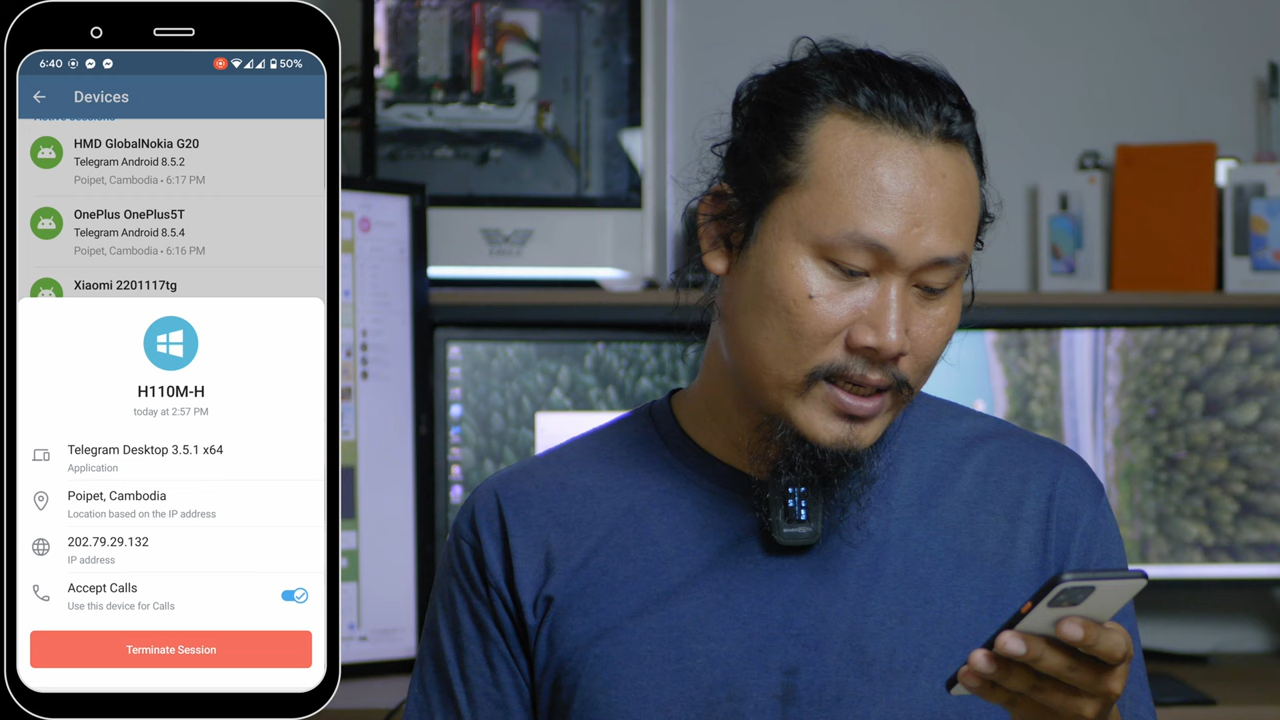 6:40
50%
Devices
Active sessions
HMD GlobalNokia G20
Telegram Android 8.5.2
Poipet, Cambodia • 6:17 PM
OnePlus OnePlus5T
Telegram Android 8.5.4
Poipet, Cambodia • 6:16 PM
Xiaomi 2201117tg
H110M-H
today at 2:57 PM
Telegram Desktop 3.5.1 x64
Application
Poipet, Cambodia
Location based on the IP address
202.79.29.132
IP address
Accept Calls
Use this device for Calls
Terminate Session